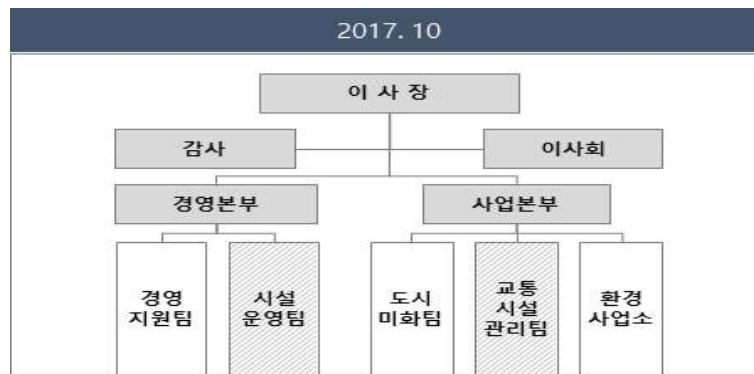 2017. 10
이 사 장
감사
이사회
경영본부
사업본부
경영
지원팀
시설
운영팀
도시
미화팀
교통
시설
관리팀
환경
사업소